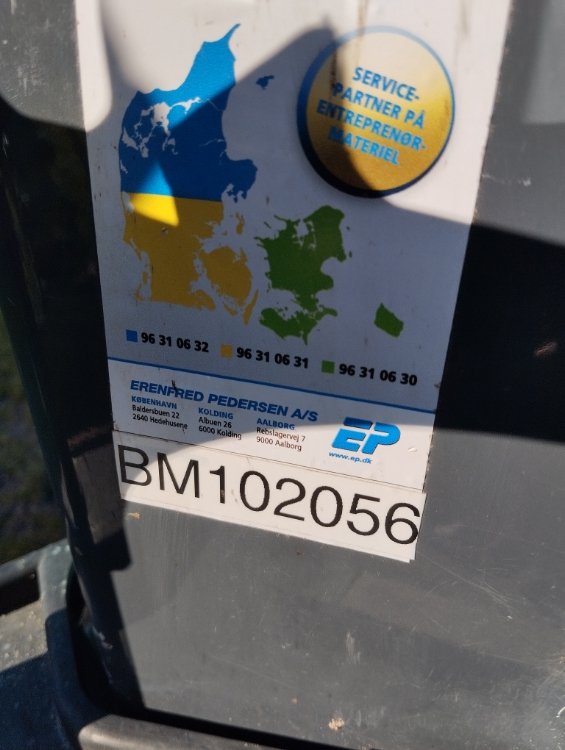 SERVICE-
PARTNER PÅ
ENTREPRENØR-
MATERIEL
96 31 06 32 96 31 06 31 96 31 06 30
ERENFRED PEDERSEN A/S
KØBENHAVN
Baldersbuen 22
2640 Hedehusene
KOLDING
Albuen 26
6000 Kolding
AALBORG
Rebslagervej 7
9000 Aalborg
EP
www.ep.dk
BM102056